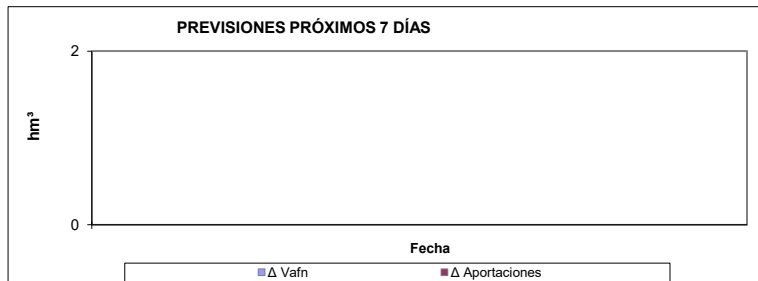 PREVISIONES PRÓXIMOS 7 DÍAS
2
hm³
0
Fecha
Δ Vafn Δ Aportaciones